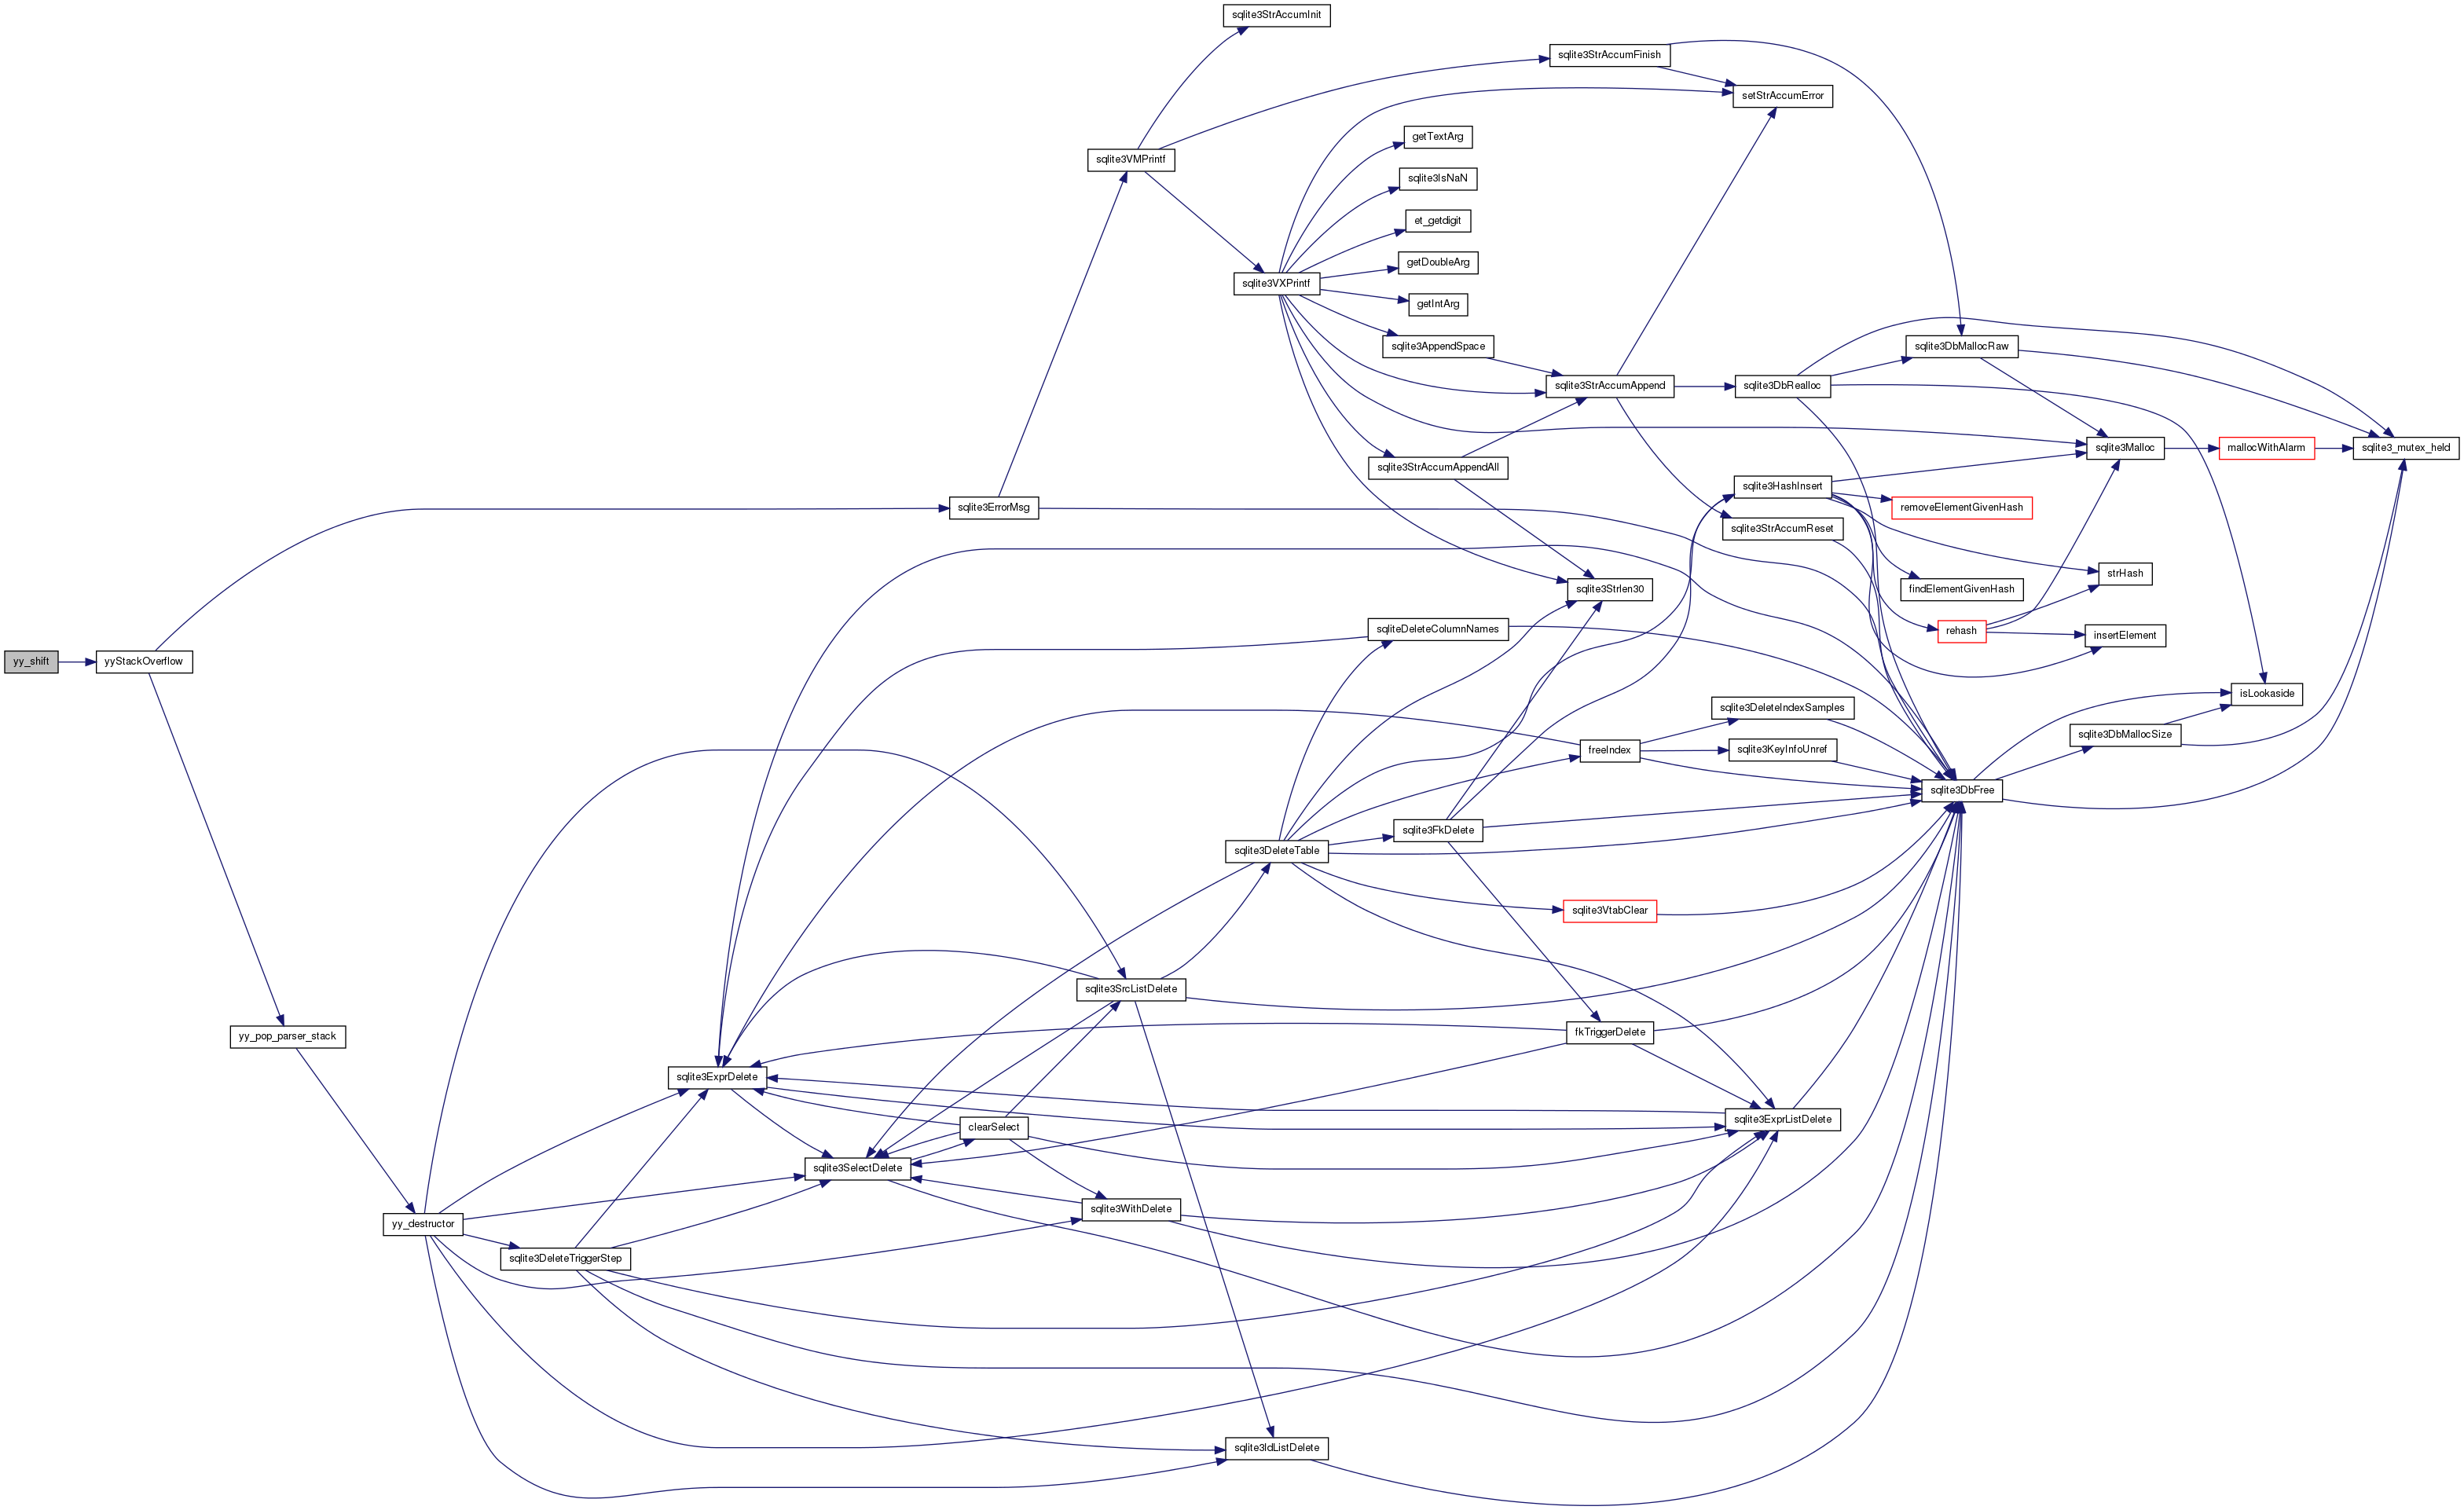 sqlite3StrAccumInit
sqlite3StrAccumFinish
setStrAccumError
getTextArg
sqlite3VMPrintf
sqlite3IsNaN
et_getdigit
getDoubleArg
sqlite3VXPrintf
getIntArg
sqlite3AppendSpace
sqlite3DbMallocRaw
sqlite3StrAccumAppend
sqlite3DbRealloc
sqlite3Malloc
mallocWithAlarm
sqlite3_mutex_held
sqlite3StrAccumAppendAll
sqlite3HashInsert
removeElementGivenHash
sqlite3ErrorMsg
sqlite3StrAccumReset
strHash
sqlite3Strlen30
findElementGivenHash
sqliteDeleteColumnNames
rehash
insertElement
yy_shift
yyStackOverflow
isLookaside
sqlite3DeleteIndexSamples
sqlite3DbMallocSize
freeIndex
sqlite3KeyInfoUnref
sqlite3DbFree
sqlite3FkDelete
sqlite3DeleteTable
sqlite3VtabClear
sqlite3SrcListDelete
fkTriggerDelete
yy_pop_parser_stack
sqlite3ExprDelete
sqlite3ExprListDelete
clearSelect
sqlite3SelectDelete
sqlite3WithDelete
yy_destructor
sqlite3DeleteTriggerStep
sqlite3IdListDelete